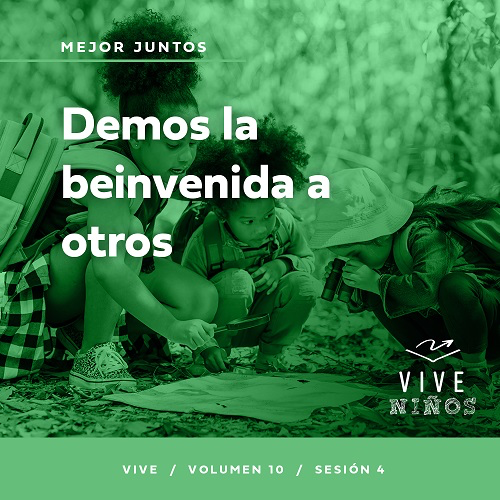 MEJOR JUNTOS
Demos la
beinvenida a
otros
VIVE
NIÑOS
VIVE / VOLUMEN 10 / SESIÓN 4